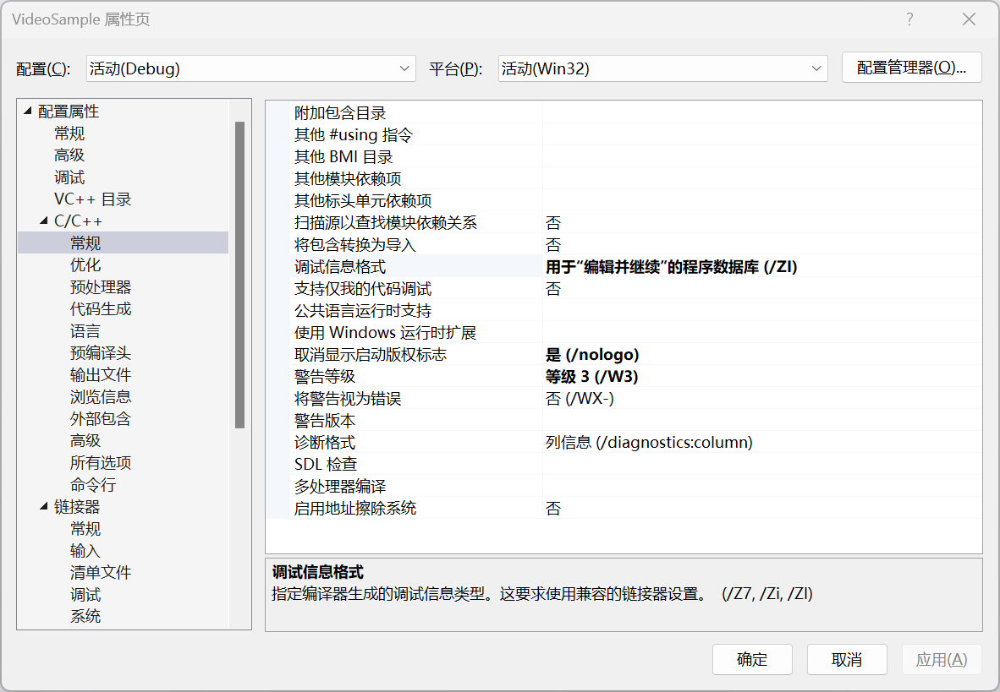 VideoSample 属性页
配置(C): 活动(Debug) 平台(P): 活动(Win32) 配置管理器(O)...
配置属性
常规
高级
调试
VC++ 目录
C/C++
常规
优化
预处理器
代码生成
语言
预编译头
输出文件
浏览信息
外部包含
高级
所有选项
命令行
链接器
常规
输入
清单文件
调试
系统
附加包含目录
其他 #using 指令
其他 BMI 目录
其他模块依赖项
其他标头单元依赖项
扫描源以查找模块依赖关系 否
将包含转换为导入 否
调试信息格式 用于“编辑并继续”的程序数据库 (/ZI)
支持仅我的代码调试 否
公共语言运行时支持
使用 Windows 运行时扩展
取消显示启动版权标志 是 (/nologo)
警告等级 等级 3 (/W3)
将警告视为错误 否 (/WX-)
警告版本
诊断格式 列信息 (/diagnostics:column)
SDL 检查
多处理器编译
启用地址擦除系统 否
调试信息格式
指定编译器生成的调试信息类型。这要求使用兼容的链接器设置。 (/Z7, /Zi, /ZI)
确定 取消 应用(A)